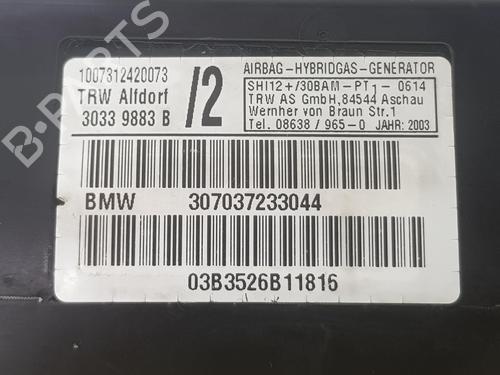 1007312420073
TRW Alfdorf
3033 9883 B
/2
AIRBAG-HYBRIDGAS-GENERATOR
SHI12+/30BAM-PT1-0614
TRW AS GmbH,84544 Aschau
Wernher von Braun Str.1
Tel. 08638/965-0 JAHR: 2003
BMW 307037233044
03B3526B11816
B-PARTS